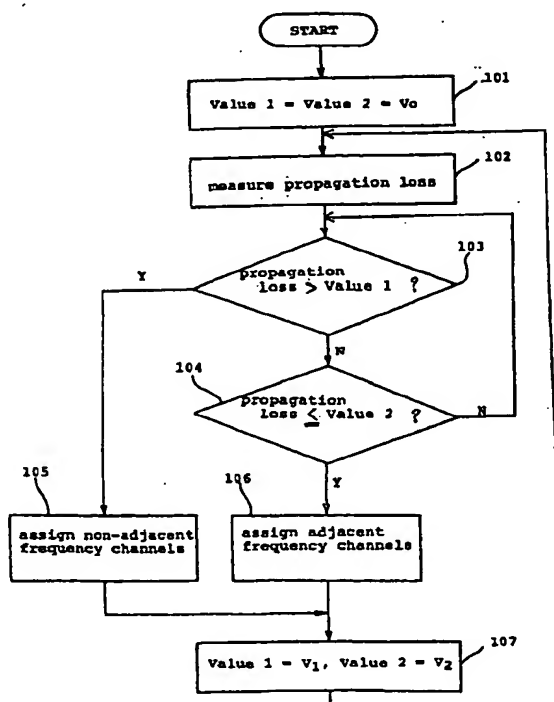 START
101
Value 1 = Value 2 = Vo
102
measure propagation loss
103
Y
propagation
loss > Value 1 ?
N
104
propagation
loss ≤ Value 2 ?
N
Y
105
106
assign non-adjacent
frequency channels
assign adjacent
frequency channels
107
Value 1 = V₁, Value 2 = V₂